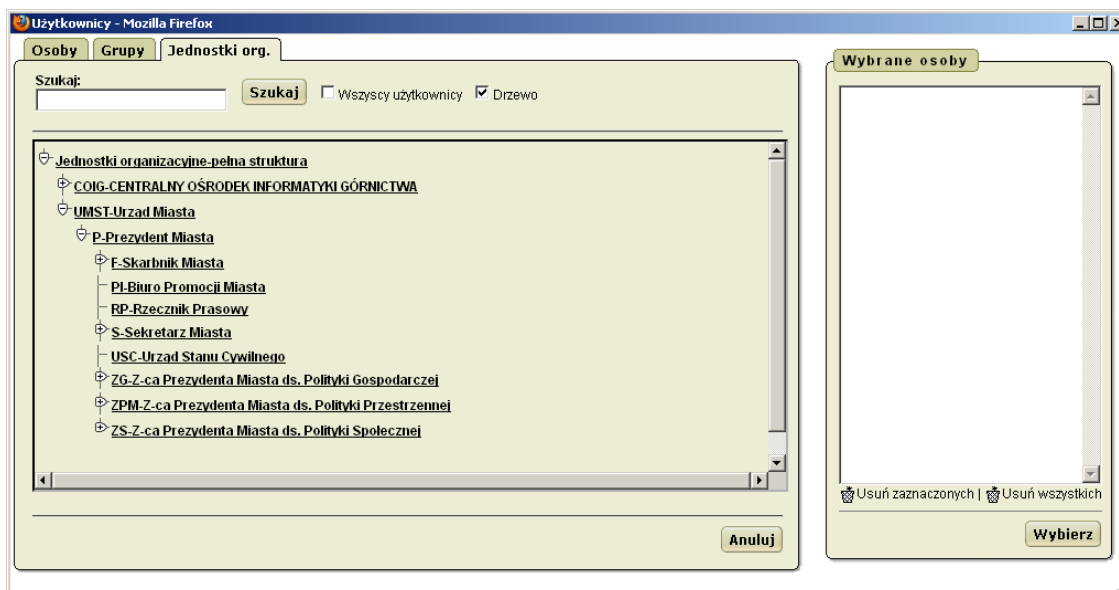 Użytkownicy - Mozilla Firefox
Osoby Grupy Jednostki org.
Szukaj:
Szukaj Wszyscy użytkownicy Drzewo
Jednostki organizacyjne-pełna struktura
COIG-CENTRALNY OŚRODEK INFORMATYKI GÓRNICTWA
UMST-Urząd Miasta
P-Prezydent Miasta
F-Skarbnik Miasta
PI-Biuro Promocji Miasta
RP-Rzecznik Prasowy
S-Sekretarz Miasta
USC-Urząd Stanu Cywilnego
ZG-Z-ca Prezydenta Miasta ds. Polityki Gospodarczej
ZPM-Z-ca Prezydenta Miasta ds. Polityki Przestrzennej
ZS-Z-ca Prezydenta Miasta ds. Polityki Społecznej
Anuluj
Wybrane osoby
Usuń zaznaczonych | Usuń wszystkich
Wybierz